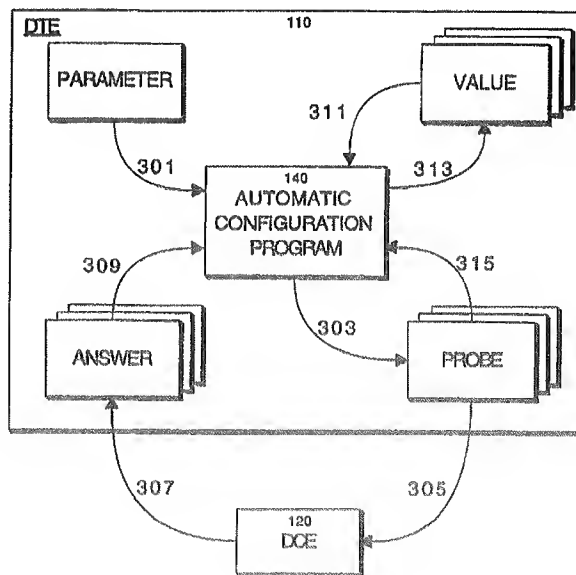 DTE
110
PARAMETER
VALUE
311
301
313
140
AUTOMATIC
CONFIGURATION
PROGRAM
309
315
303
ANSWER
PROBE
307
305
120
DCE